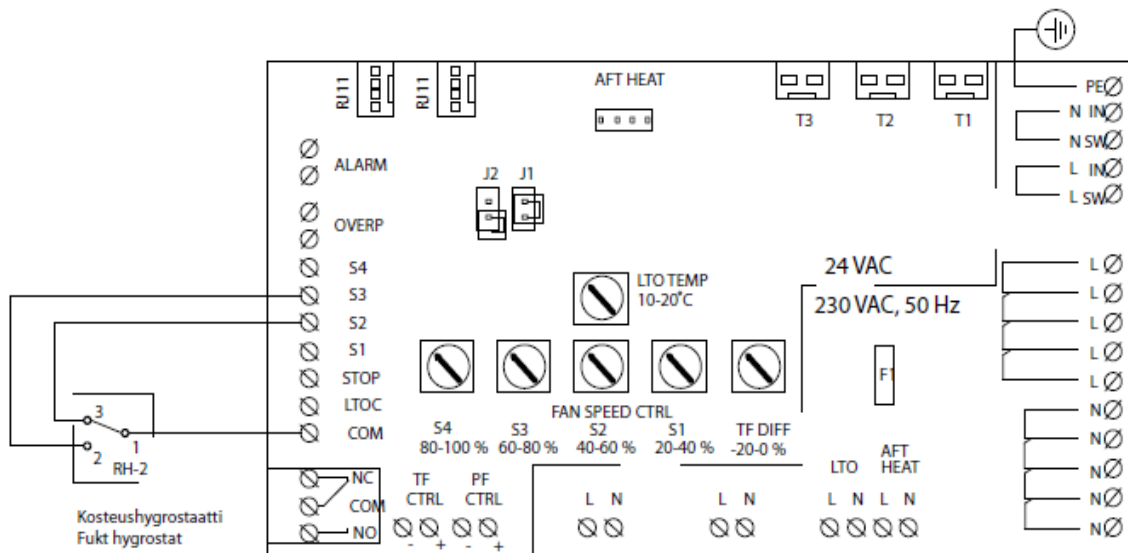 RJ11
RJ11
AFT HEAT
T3
T2
T1
PE
N IN
N SW
L IN
L SW
ALARM
J2
J1
OVERP
S4
S3
S2
S1
STOP
LTOC
COM
LTO TEMP
10-20°C
24 VAC
230 VAC, 50 Hz
F1
L
L
L
L
L
N
N
N
N
N
FAN SPEED CTRL
S4
80-100 %
S3
60-80 %
S2
40-60 %
S1
20-40 %
TF DIFF
-20-0 %
3
1
2
RH-2
NC
COM
NO
TF
CTRL
PF
CTRL
- +
- +
L N
L N
LTO
L N
AFT
HEAT
L N
Kosteushygrostaatti
Fukt hygrostat